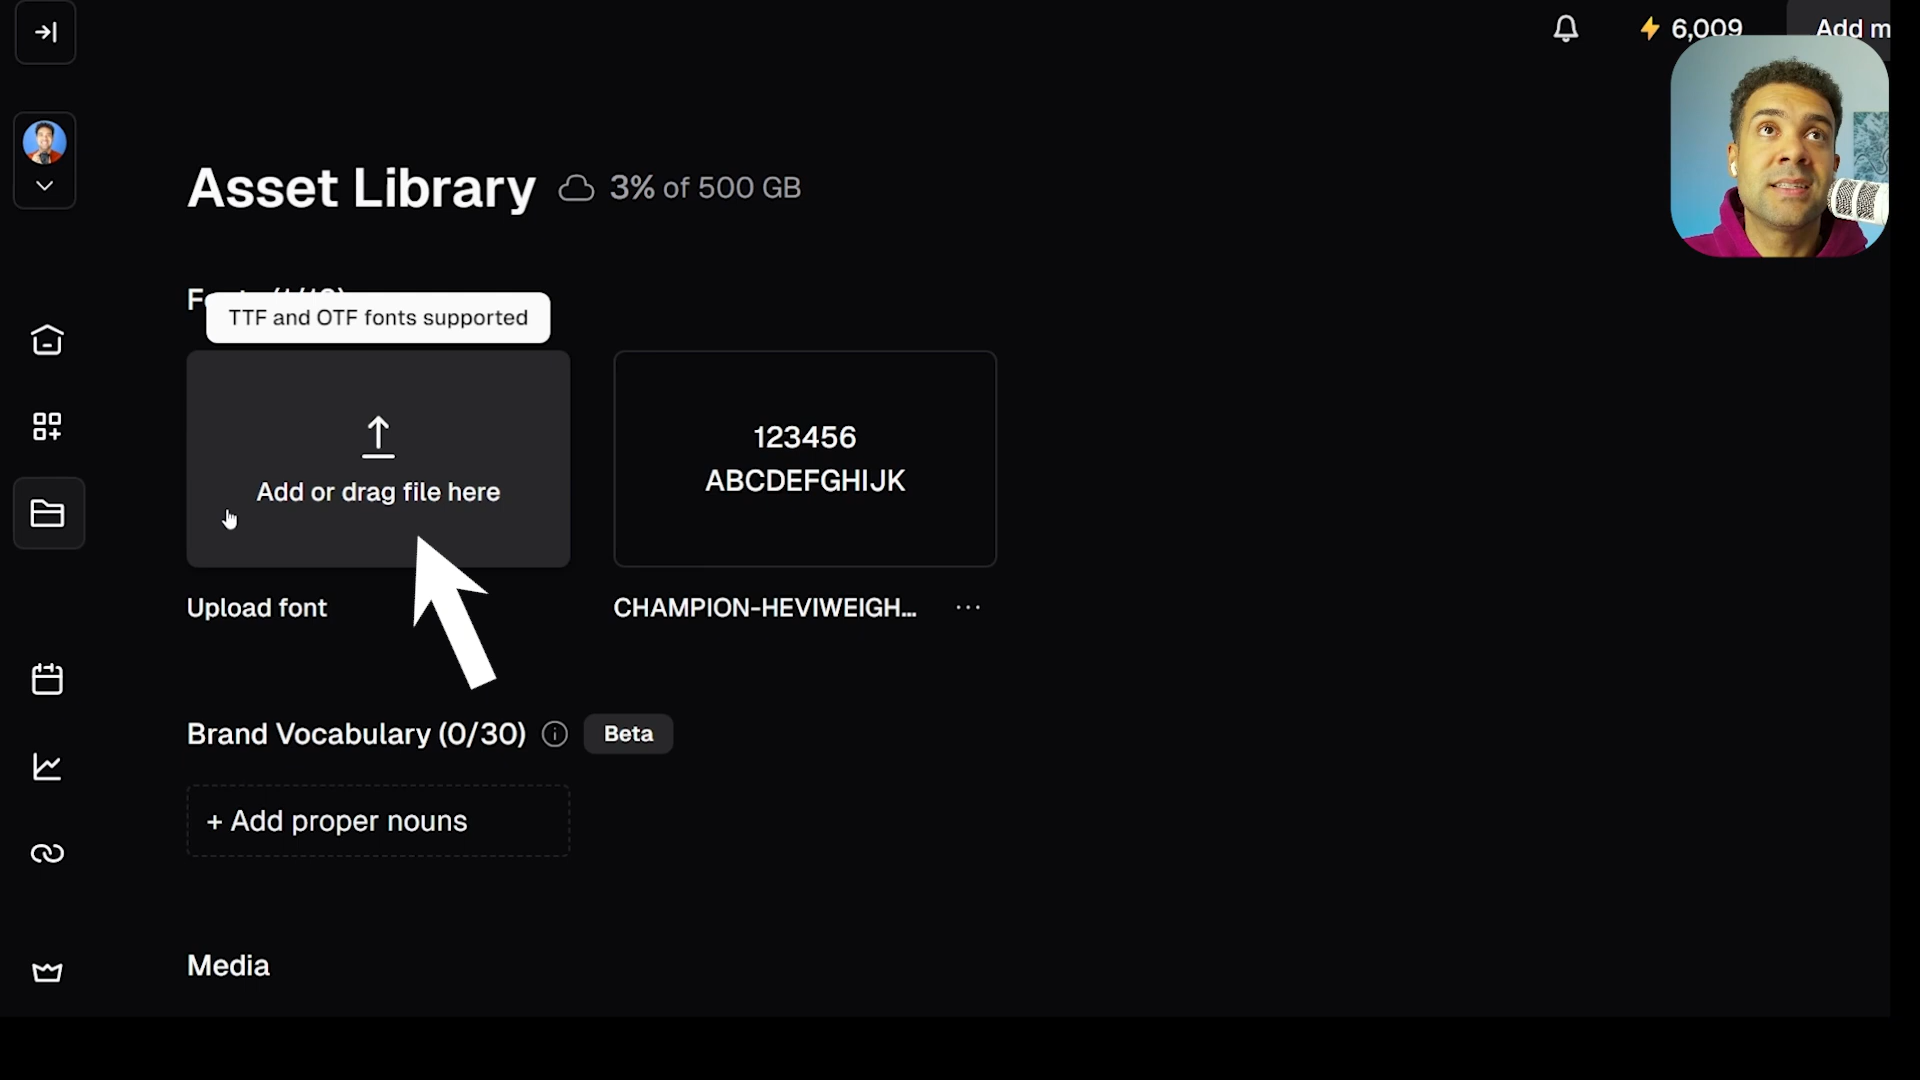 6,009
Add m
Asset Library
3% of 500 GB
TTF and OTF fonts supported
Add or drag file here
123456
ABCDEFGHIJK
Upload font
CHAMPION-HEVIWEIGH...
Brand Vocabulary (0/30)
Beta
+ Add proper nouns
Media